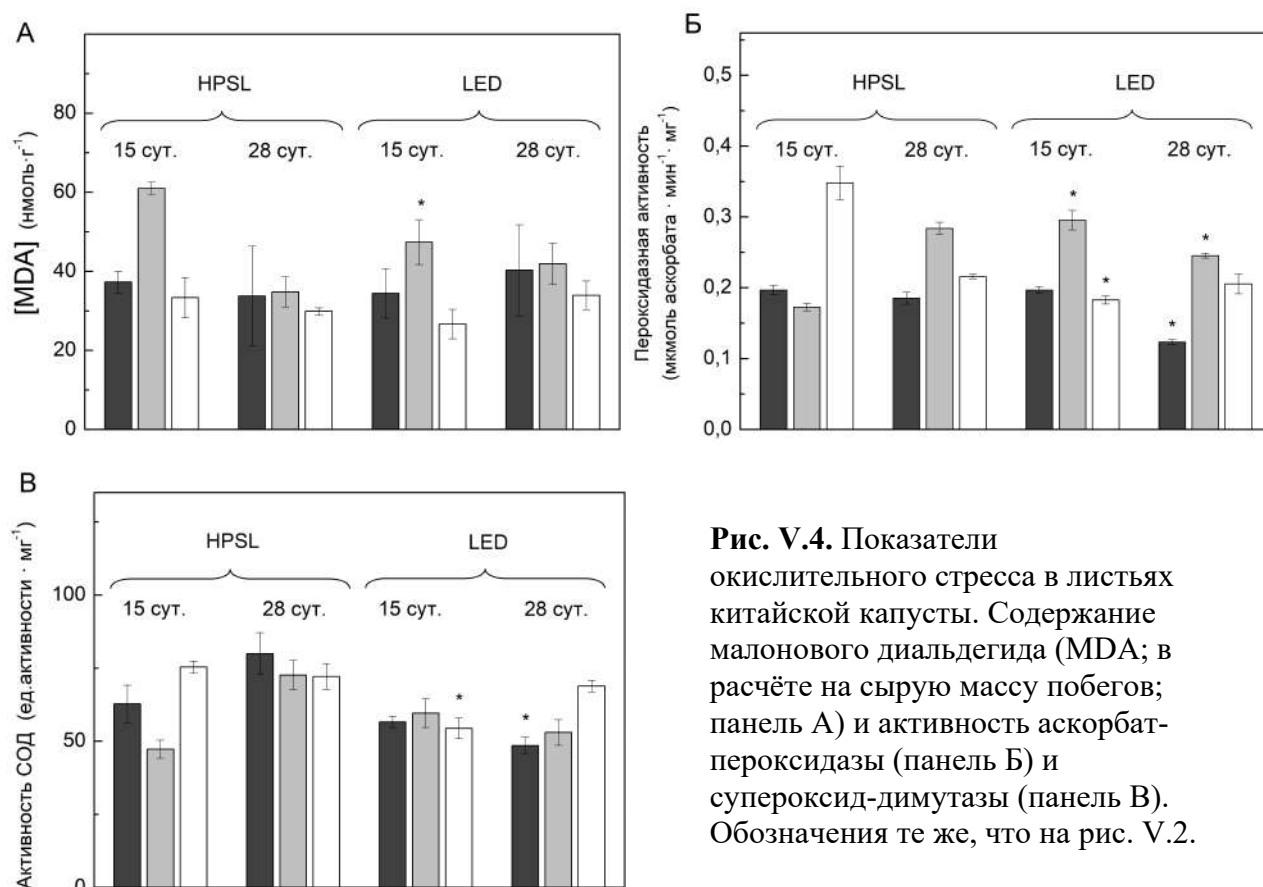 А
[MDA] (нмоль·г⁻¹)
80
60
40
20
0
HPSL
LED
15 сут.
28 сут.
15 сут.
28 сут.
*
Б
Пероксидазная активность
(мкмоль аскорбата · мин⁻¹· мг⁻¹)
0,5
0,4
0,3
0,2
0,1
0,0
HPSL
LED
15 сут.
28 сут.
15 сут.
28 сут.
*
*
*
*
В
Активность СОД (ед.активности · мг⁻¹)
100
50
0
HPSL
LED
15 сут.
28 сут.
15 сут.
28 сут.
*
*
Рис. V.4. Показатели
окислительного стресса в листьях
китайской капусты. Содержание
малонового диальдегида (MDA; в
расчёте на сырую массу побегов;
панель А) и активность аскорбат-
пероксидазы (панель Б) и
супероксид-димутазы (панель В).
Обозначения те же, что на рис. V.2.